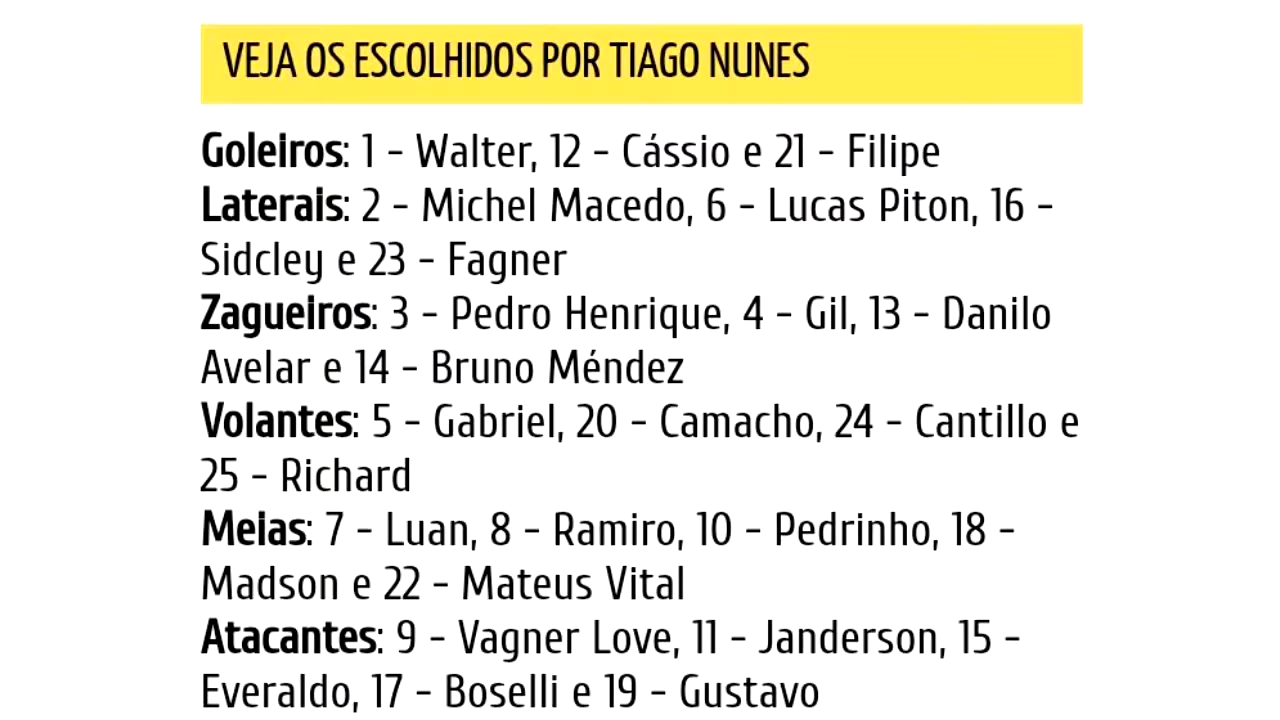 VEJA OS ESCOLHIDOS POR TIAGO NUNES
Goleiros: 1 - Walter, 12 - Cássio e 21 - Filipe
Laterais: 2 - Michel Macedo, 6 - Lucas Piton, 16 -
Sidcley e 23 - Fagner
Zagueiros: 3 - Pedro Henrique, 4 - Gil, 13 - Danilo
Avelar e 14 - Bruno Méndez
Volantes: 5 - Gabriel, 20 - Camacho, 24 - Cantillo e
25 - Richard
Meias: 7 - Luan, 8 - Ramiro, 10 - Pedrinho, 18 -
Madson e 22 - Mateus Vital
Atacantes: 9 - Vagner Love, 11 - Janderson, 15 -
Everaldo, 17 - Boselli e 19 - Gustavo